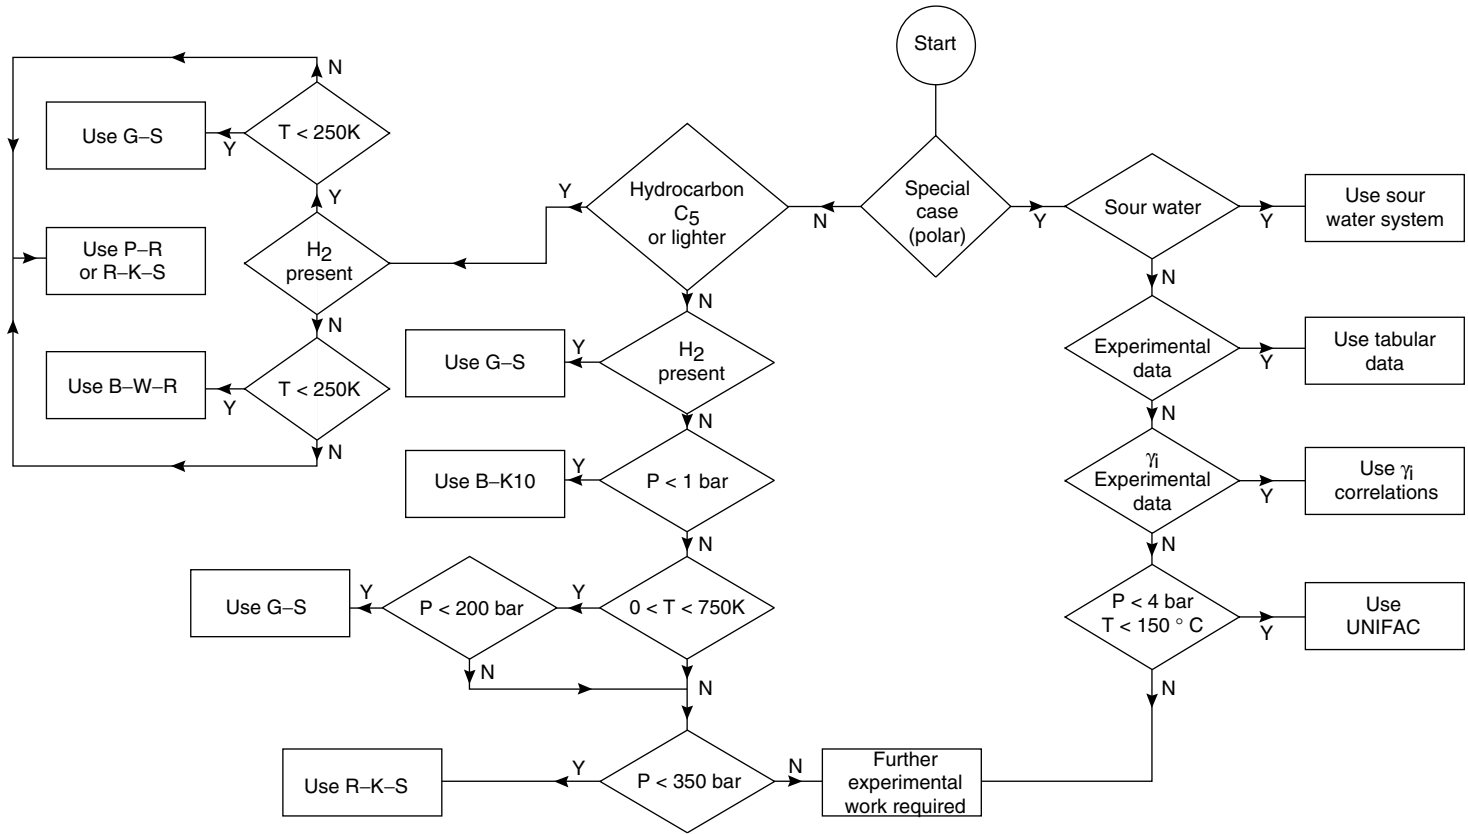 Start
Special
case
(polar)
N
Y
Sour water
Y
Use sour
water system
N
Experimental
data
Y
Use tabular
data
N
γi
Experimental
data
Y
Use γi
correlations
N
P < 4 bar
T < 150 ° C
Y
Use
UNIFAC
N
Hydrocarbon
C5
or lighter
Y
N
H2
present
Y
Use G–S
N
P < 1 bar
Y
Use B–K10
N
0 < T < 750K
Y
P < 200 bar
Y
Use G–S
N
N
P < 350 bar
Y
Use R–K–S
N
Further
experimental
work required
H2
present
Y
T < 250K
N
Y
Use G–S
Use P–R
or R–K–S
N
T < 250K
Y
Use B–W–R
N